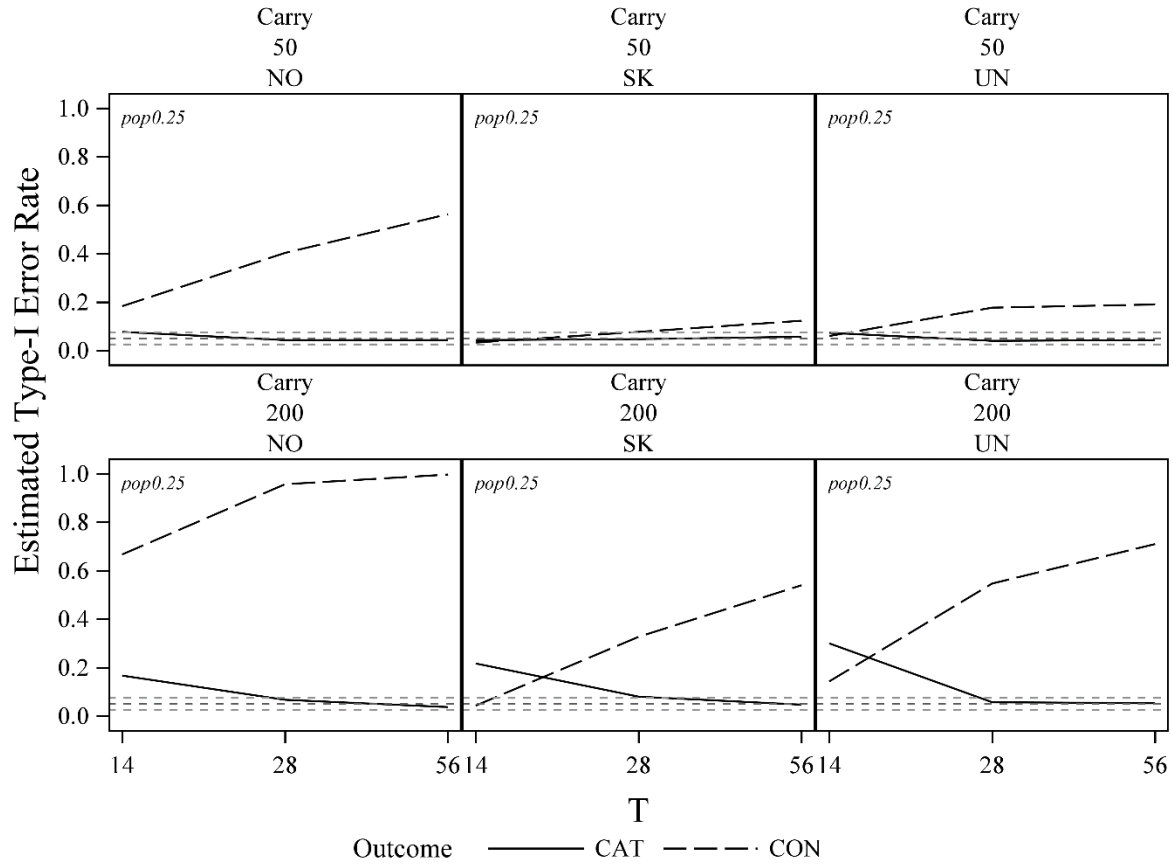 Carry
50
NO
Carry
50
SK
Carry
50
UN
Estimated Type-I Error Rate
1.0
0.8
0.6
0.4
0.2
0.0
pop0.25
pop0.25
pop0.25
Carry
200
NO
Carry
200
SK
Carry
200
UN
1.0
0.8
0.6
0.4
0.2
0.0
pop0.25
pop0.25
pop0.25
14 28 56 14 28 56 14 28 56
T
Outcome CAT CON